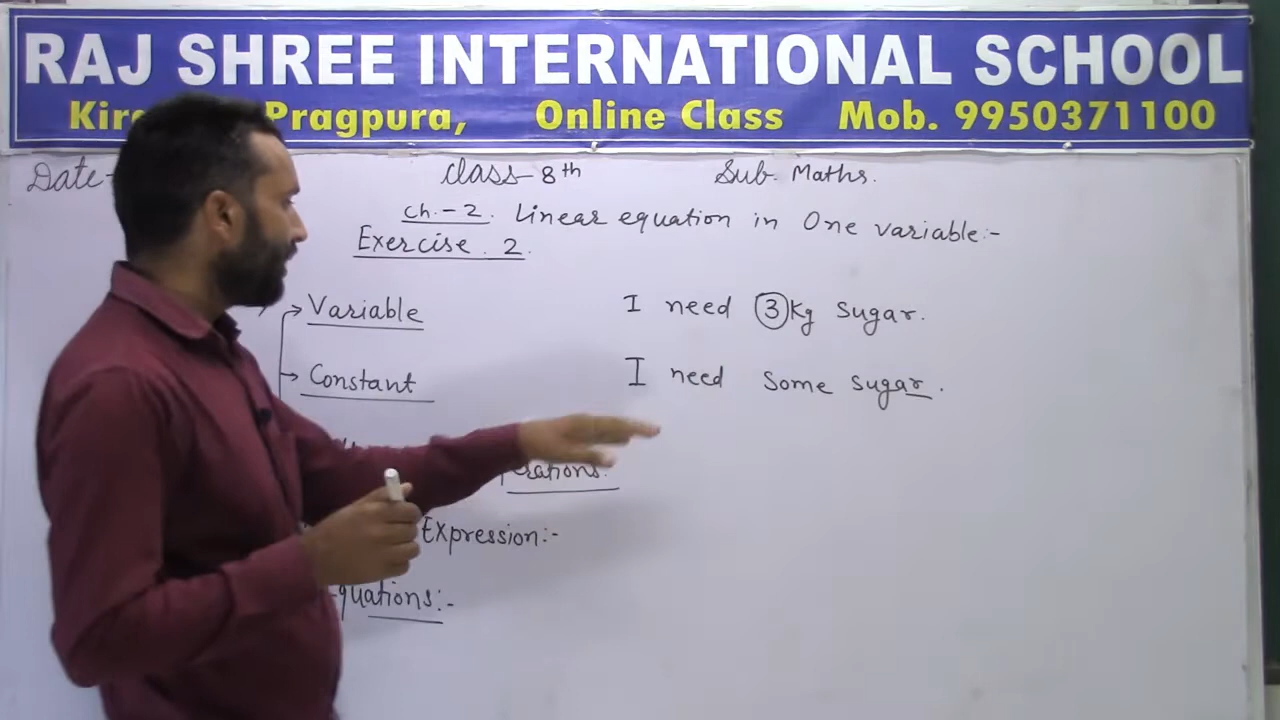 RAJ SHREE INTERNATIONAL SCHOOL
Pragpura, Online Class Mob. 9950371100
Date- Class- 8th Sub. Maths.
Ch.-2. Linear equation in One variable:-
Exercise. 2.
Variable
I need 3 kg sugar.
Constant
I need Some sugar.
Expression:-